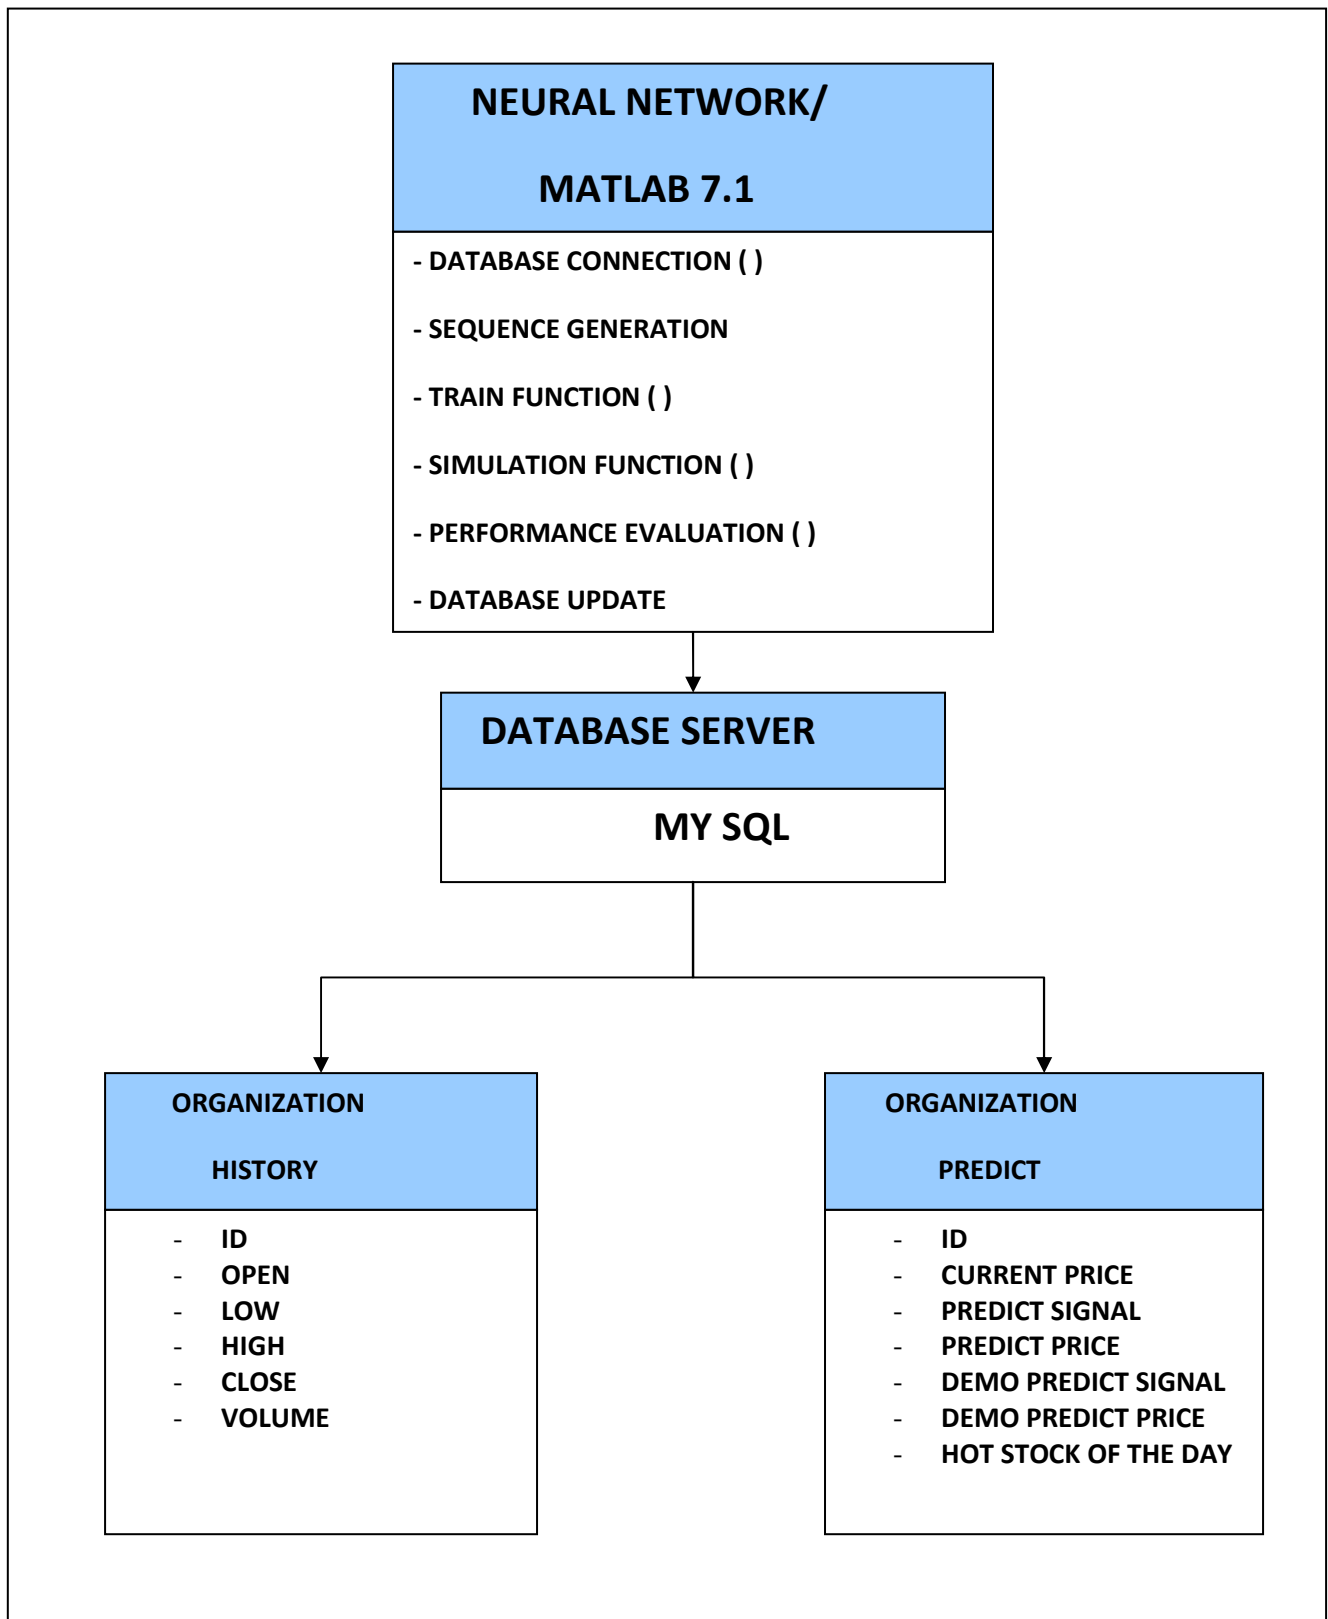 NEURAL NETWORK/
MATLAB 7.1
- DATABASE CONNECTION ( )
- SEQUENCE GENERATION
- TRAIN FUNCTION ( )
- SIMULATION FUNCTION ( )
- PERFORMANCE EVALUATION ( )
- DATABASE UPDATE
DATABASE SERVER
MY SQL
ORGANIZATION
HISTORY
- ID
- OPEN
- LOW
- HIGH
- CLOSE
- VOLUME
ORGANIZATION
PREDICT
- ID
- CURRENT PRICE
- PREDICT SIGNAL
- PREDICT PRICE
- DEMO PREDICT SIGNAL
- DEMO PREDICT PRICE
- HOT STOCK OF THE DAY